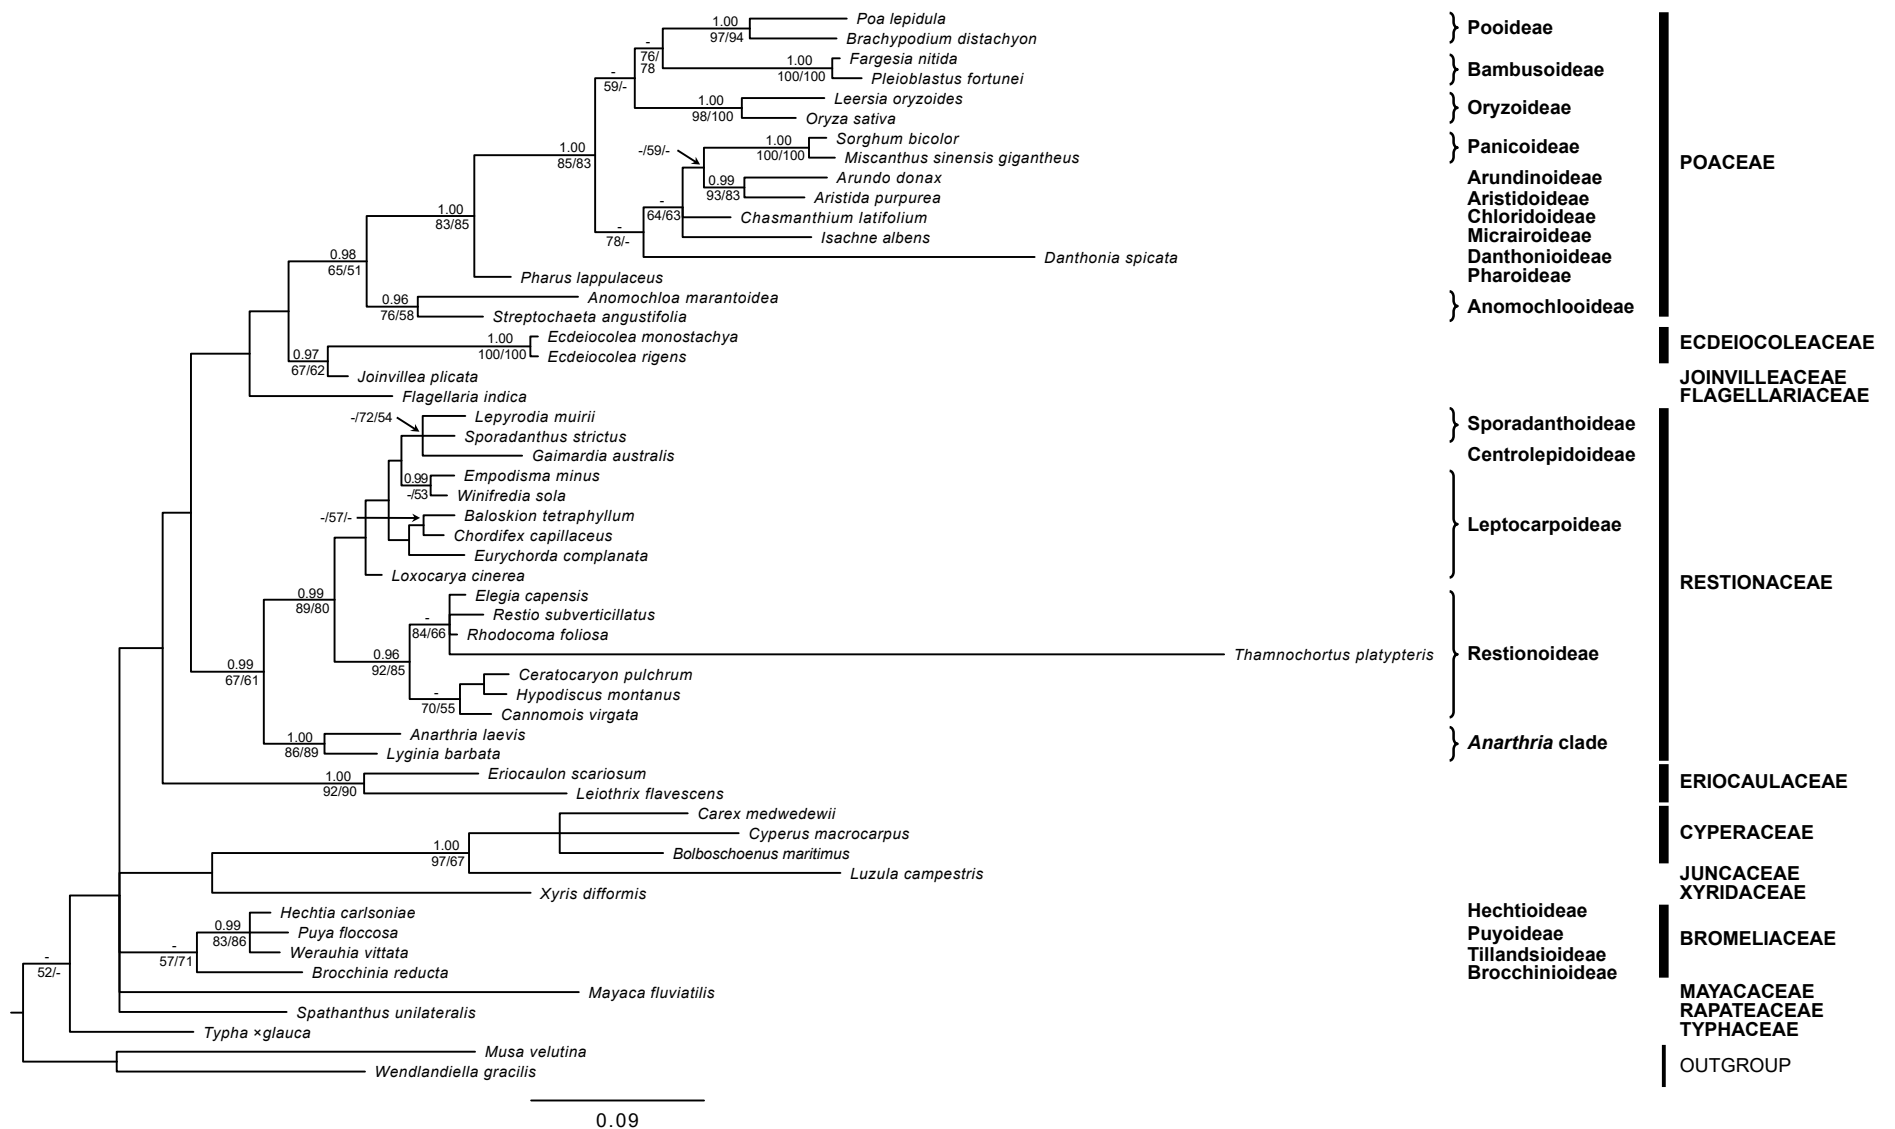 1.00
97/94
Poa lepidula
Brachypodium distachyon
-
76/
78
1.00
100/100
Fargesia nitida
Pleioblastus fortunei
-
59/-
1.00
98/100
Leersia oryzoides
Oryza sativa
1.00
85/83
-/59/-
1.00
100/100
Sorghum bicolor
Miscanthus sinensis gigantheus
0.99
93/83
Arundo donax
Aristida purpurea
-
64/63
Chasmanthium latifolium
Isachne albens
-
78/-
Danthonia spicata
1.00
83/85
Pharus lappulaceus
0.98
65/51
0.96
76/58
Anomochloa marantoidea
Streptochaeta angustifolia
1.00
100/100
Ecdeiocolea monostachya
Ecdeiocolea rigens
0.97
67/62
Joinvillea plicata
Flagellaria indica
-/72/54
Lepyrodia muirii
Sporadanthus strictus
Gaimardia australis
0.99
-/53
Empodisma minus
Winifredia sola
-/57/-
Baloskion tetraphyllum
Chordifex capillaceus
Eurychorda complanata
Loxocarya cinerea
0.99
89/80
Elegia capensis
Restio subverticillatus
-
84/66
Rhodocoma foliosa
Thamnochortus platypteris
0.96
92/85
0.99
67/61
Ceratocaryon pulchrum
Hypodiscus montanus
-
70/55
Cannomois virgata
1.00
86/89
Anarthria laevis
Lyginia barbata
1.00
92/90
Eriocaulon scariosum
Leiothrix flavescens
Carex medwedewii
Cyperus macrocarpus
1.00
97/67
Bolboschoenus maritimus
Luzula campestris
Xyris difformis
Hechtia carlsoniae
0.99
83/86
Puya floccosa
-
57/71
Werauhia vittata
Brocchinia reducta
-
52/-
Mayaca fluviatilis
Spathanthus unilateralis
Typha ×glauca
Musa velutina
Wendlandiella gracilis
0.09
Pooideae
Bambusoideae
Oryzoideae
Panicoideae
Arundinoideae
Aristidoideae
Chloridoideae
Micrairoideae
Danthonioideae
Pharoideae
Anomochlooideae
Sporadanthoideae
Centrolepidoideae
Leptocarpoideae
Restionoideae
Anarthria clade
Hechtioideae
Puyoideae
Tillandsioideae
Brocchinioideae
POACEAE
ECDEIOCOLEACEAE
JOINVILLEACEAE
FLAGELLARIACEAE
RESTIONACEAE
ERIOCAULACEAE
CYPERACEAE
JUNCACEAE
XYRIDACEAE
BROMELIACEAE
MAYACACEAE
RAPATEACEAE
TYPHACEAE
OUTGROUP